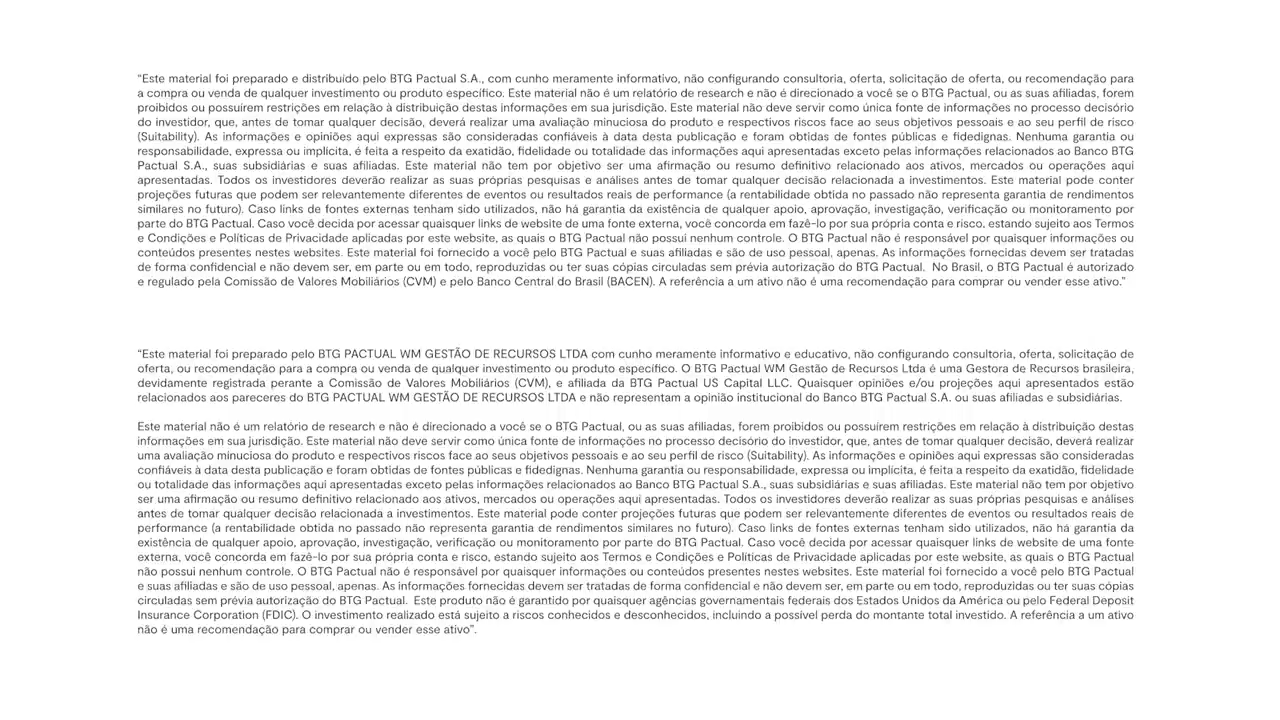 “Este material foi preparado e distribuído pelo BTG Pactual S.A., com cunho meramente informativo, não configurando consultoria, oferta, solicitação de oferta, ou recomendação para
a compra ou venda de qualquer investimento ou produto específico. Este material não é um relatório de research e não é direcionado a você se o BTG Pactual, ou as suas afiliadas, forem
proibidos ou possuírem restrições em relação à distribuição destas informações em sua jurisdição. Este material não deve servir como única fonte de informações no processo decisório
do investidor, que, antes de tomar qualquer decisão, deverá realizar uma avaliação minuciosa do produto e respectivos riscos face ao seus objetivos pessoais e ao seu perfil de risco
(Suitability). As informações e opiniões aqui expressas são consideradas confiáveis à data desta publicação e foram obtidas de fontes públicas e fidedignas. Nenhuma garantia ou
responsabilidade, expressa ou implícita, é feita a respeito da exatidão, fidelidade ou totalidade das informações aqui apresentadas exceto pelas informações relacionados ao Banco BTG
Pactual S.A., suas subsidiárias e suas afiliadas. Este material não tem por objetivo ser uma afirmação ou resumo definitivo relacionado aos ativos, mercados ou operações aqui
apresentadas. Todos os investidores deverão realizar as suas próprias pesquisas e análises antes de tomar qualquer decisão relacionada a investimentos. Este material pode conter
projeções futuras que podem ser relevantemente diferentes de eventos ou resultados reais de performance (a rentabilidade obtida no passado não representa garantia de rendimentos
similares no futuro). Caso links de fontes externas tenham sido utilizados, não há garantia da existência de qualquer apoio, aprovação, investigação, verificação ou monitoramento por
parte do BTG Pactual. Caso você decida por acessar quaisquer links de website de uma fonte externa, você concorda em fazê-lo por sua própria conta e risco, estando sujeito aos Termos
e Condições e Políticas de Privacidade aplicadas por este website, as quais o BTG Pactual não possui nenhum controle. O BTG Pactual não é responsável por quaisquer informações ou
conteúdos presentes nestes websites. Este material foi fornecido a você pelo BTG Pactual e suas afiliadas e são de uso pessoal, apenas. As informações fornecidas devem ser tratadas
de forma confidencial e não devem ser, em parte ou em todo, reproduzidas ou ter suas cópias circuladas sem prévia autorização do BTG Pactual.  No Brasil, o BTG Pactual é autorizado
e regulado pela Comissão de Valores Mobiliários (CVM) e pelo Banco Central do Brasil (BACEN). A referência a um ativo não é uma recomendação para comprar ou vender esse ativo.”
“Este material foi preparado pelo BTG PACTUAL WM GESTÃO DE RECURSOS LTDA com cunho meramente informativo e educativo, não configurando consultoria, oferta, solicitação de
oferta, ou recomendação para a compra ou venda de qualquer investimento ou produto específico. O BTG Pactual WM Gestão de Recursos Ltda é uma Gestora de Recursos brasileira,
devidamente registrada perante a Comissão de Valores Mobiliários (CVM), e afiliada da BTG Pactual US Capital LLC. Quaisquer opiniões e/ou projeções aqui apresentados estão
relacionados aos pareceres do BTG PACTUAL WM GESTÃO DE RECURSOS LTDA e não representam a opinião institucional do Banco BTG Pactual S.A. ou suas afiliadas e subsidiárias.
Este material não é um relatório de research e não é direcionado a você se o BTG Pactual, ou as suas afiliadas, forem proibidos ou possuírem restrições em relação à distribuição destas
informações em sua jurisdição. Este material não deve servir como única fonte de informações no processo decisório do investidor, que, antes de tomar qualquer decisão, deverá realizar
uma avaliação minuciosa do produto e respectivos riscos face ao seus objetivos pessoais e ao seu perfil de risco (Suitability). As informações e opiniões aqui expressas são consideradas
confiáveis à data desta publicação e foram obtidas de fontes públicas e fidedignas. Nenhuma garantia ou responsabilidade, expressa ou implícita, é feita a respeito da exatidão, fidelidade
ou totalidade das informações aqui apresentadas exceto pelas informações relacionados ao Banco BTG Pactual S.A., suas subsidiárias e suas afiliadas. Este material não tem por objetivo
ser uma afirmação ou resumo definitivo relacionado aos ativos, mercados ou operações aqui apresentadas. Todos os investidores deverão realizar as suas próprias pesquisas e análises
antes de tomar qualquer decisão relacionada a investimentos. Este material pode conter projeções futuras que podem ser relevantemente diferentes de eventos ou resultados reais de
performance (a rentabilidade obtida no passado não representa garantia de rendimentos similares no futuro). Caso links de fontes externas tenham sido utilizados, não há garantia da
existência de qualquer apoio, aprovação, investigação, verificação ou monitoramento por parte do BTG Pactual. Caso você decida por acessar quaisquer links de website de uma fonte
externa, você concorda em fazê-lo por sua própria conta e risco, estando sujeito aos Termos e Condições e Políticas de Privacidade aplicadas por este website, as quais o BTG Pactual
não possui nenhum controle. O BTG Pactual não é responsável por quaisquer informações ou conteúdos presentes nestes websites. Este material foi fornecido a você pelo BTG Pactual
e suas afiliadas e são de uso pessoal, apenas. As informações fornecidas devem ser tratadas de forma confidencial e não devem ser, em parte ou em todo, reproduzidas ou ter suas cópias
circuladas sem prévia autorização do BTG Pactual.  Este produto não é garantido por quaisquer agências governamentais federais dos Estados Unidos da América ou pelo Federal Deposit
Insurance Corporation (FDIC). O investimento realizado está sujeito a riscos conhecidos e desconhecidos, incluindo a possível perda do montante total investido. A referência a um ativo
não é uma recomendação para comprar ou vender esse ativo”.